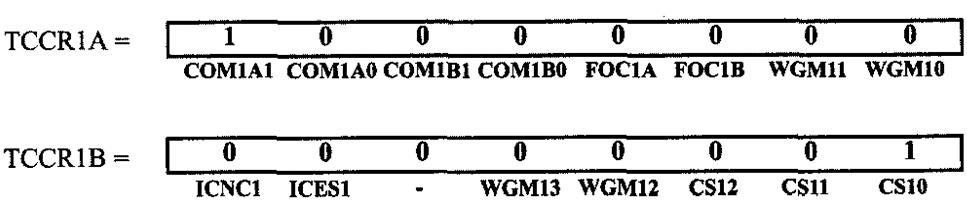 TCCR1A = 1 0 0 0 0 0 0 0
COM1A1 COM1A0 COM1B1 COM1B0 FOC1A FOC1B WGM11 WGM10
TCCR1B = 0 0 0 0 0 0 0 1
ICNC1 ICES1 - WGM13 WGM12 CS12 CS11 CS10